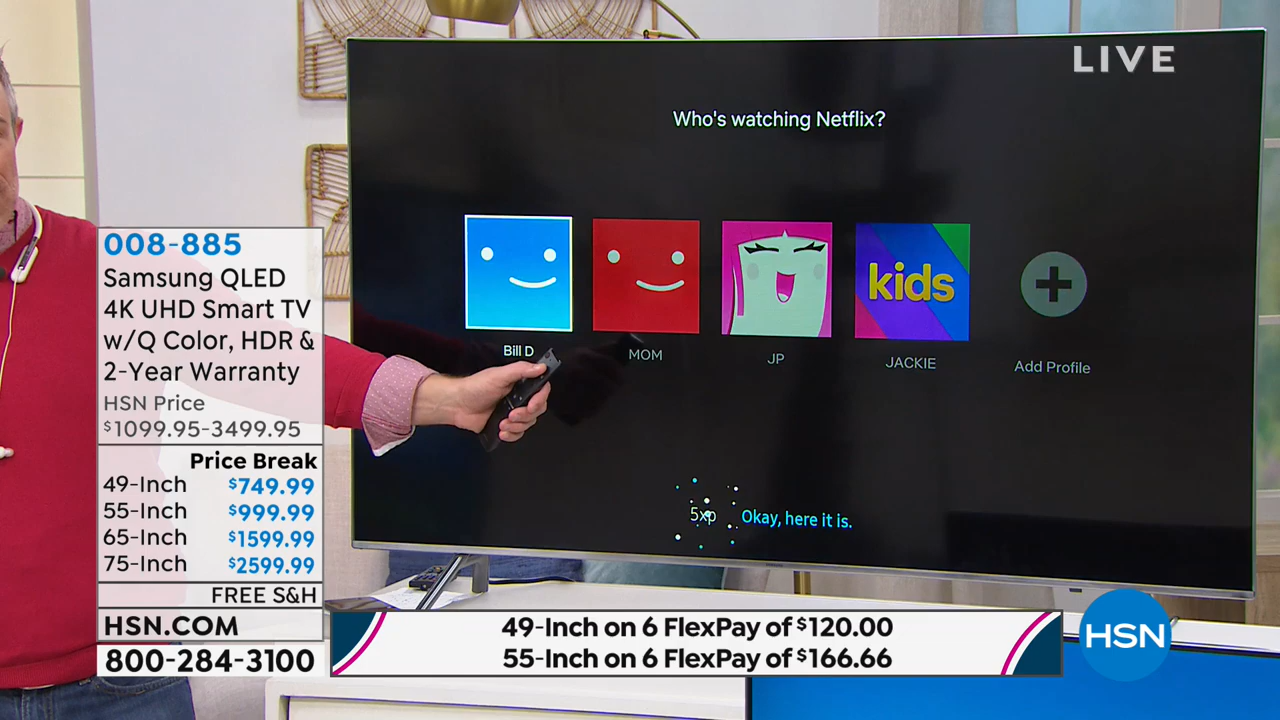 LIVE
Who's watching Netflix?
kids
Bill D
MOM
JP
JACKIE
Add Profile
5xp
Okay, here it is.
008-885
Samsung QLED
4K UHD Smart TV
w/Q Color, HDR &
2-Year Warranty
HSN Price
$1099.95-3499.95
Price Break
49-Inch $749.99
55-Inch $999.99
65-Inch $1599.99
75-Inch $2599.99
FREE S&H
HSN.COM
800-284-3100
49-Inch on 6 FlexPay of $120.00
55-Inch on 6 FlexPay of $166.66
HSN